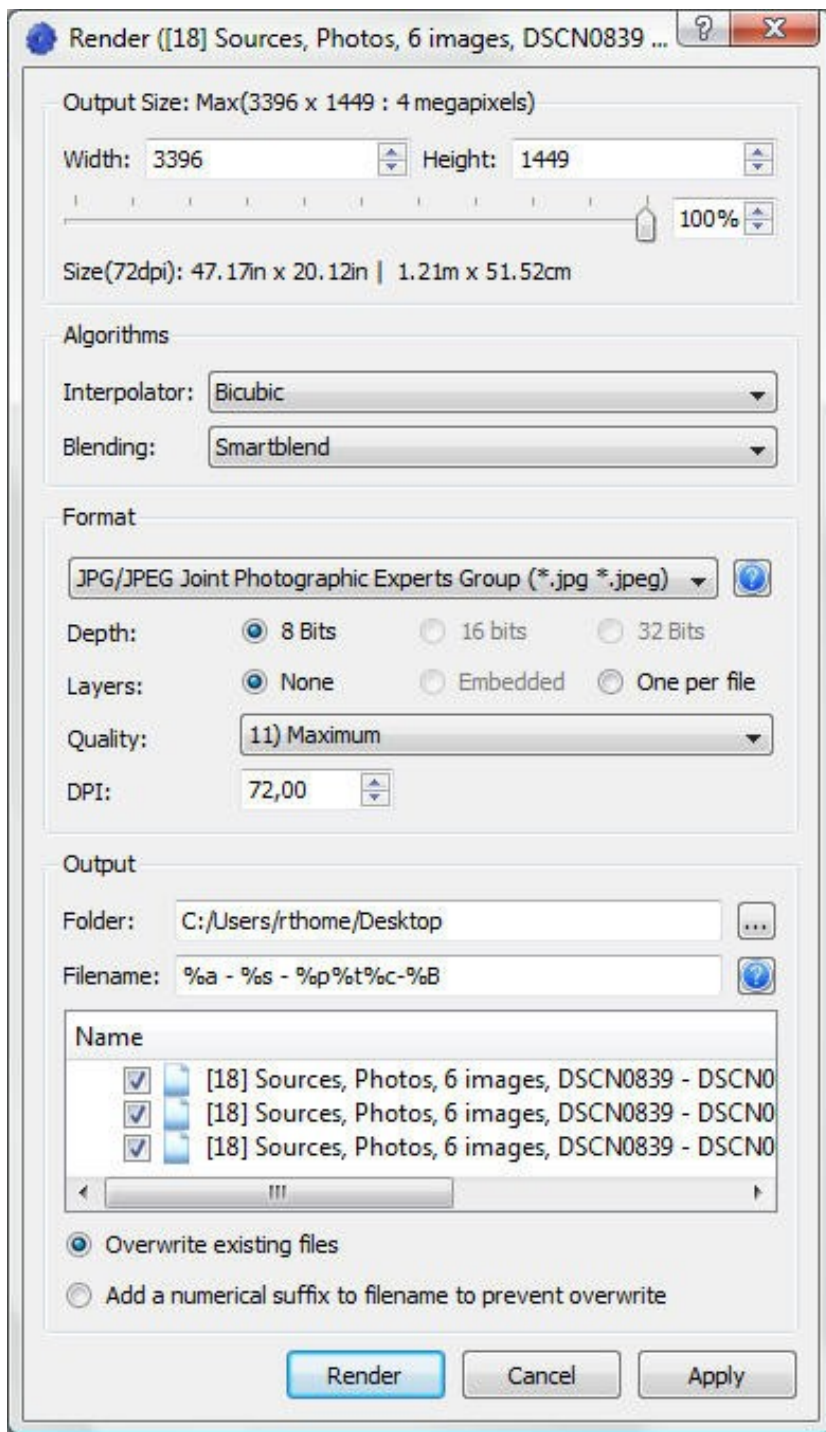 Render ([18] Sources, Photos, 6 images, DSCN0839 ...
Output Size: Max(3396 x 1449 : 4 megapixels)
Width: 3396 Height: 1449
100%
Size(72dpi): 47.17in x 20.12in | 1.21m x 51.52cm
Algorithms
Interpolator: Bicubic
Blending: Smartblend
Format
JPG/JPEG Joint Photographic Experts Group (*.jpg *.jpeg)
Depth: 8 Bits 16 bits 32 Bits
Layers: None Embedded One per file
Quality: 11) Maximum
DPI: 72,00
Output
Folder: C:/Users/rthome/Desktop ...
Filename: %a - %s - %p%t%c-%B
Name
[18] Sources, Photos, 6 images, DSCN0839 - DSCN0
[18] Sources, Photos, 6 images, DSCN0839 - DSCN0
[18] Sources, Photos, 6 images, DSCN0839 - DSCN0
Overwrite existing files
Add a numerical suffix to filename to prevent overwrite
Render Cancel Apply